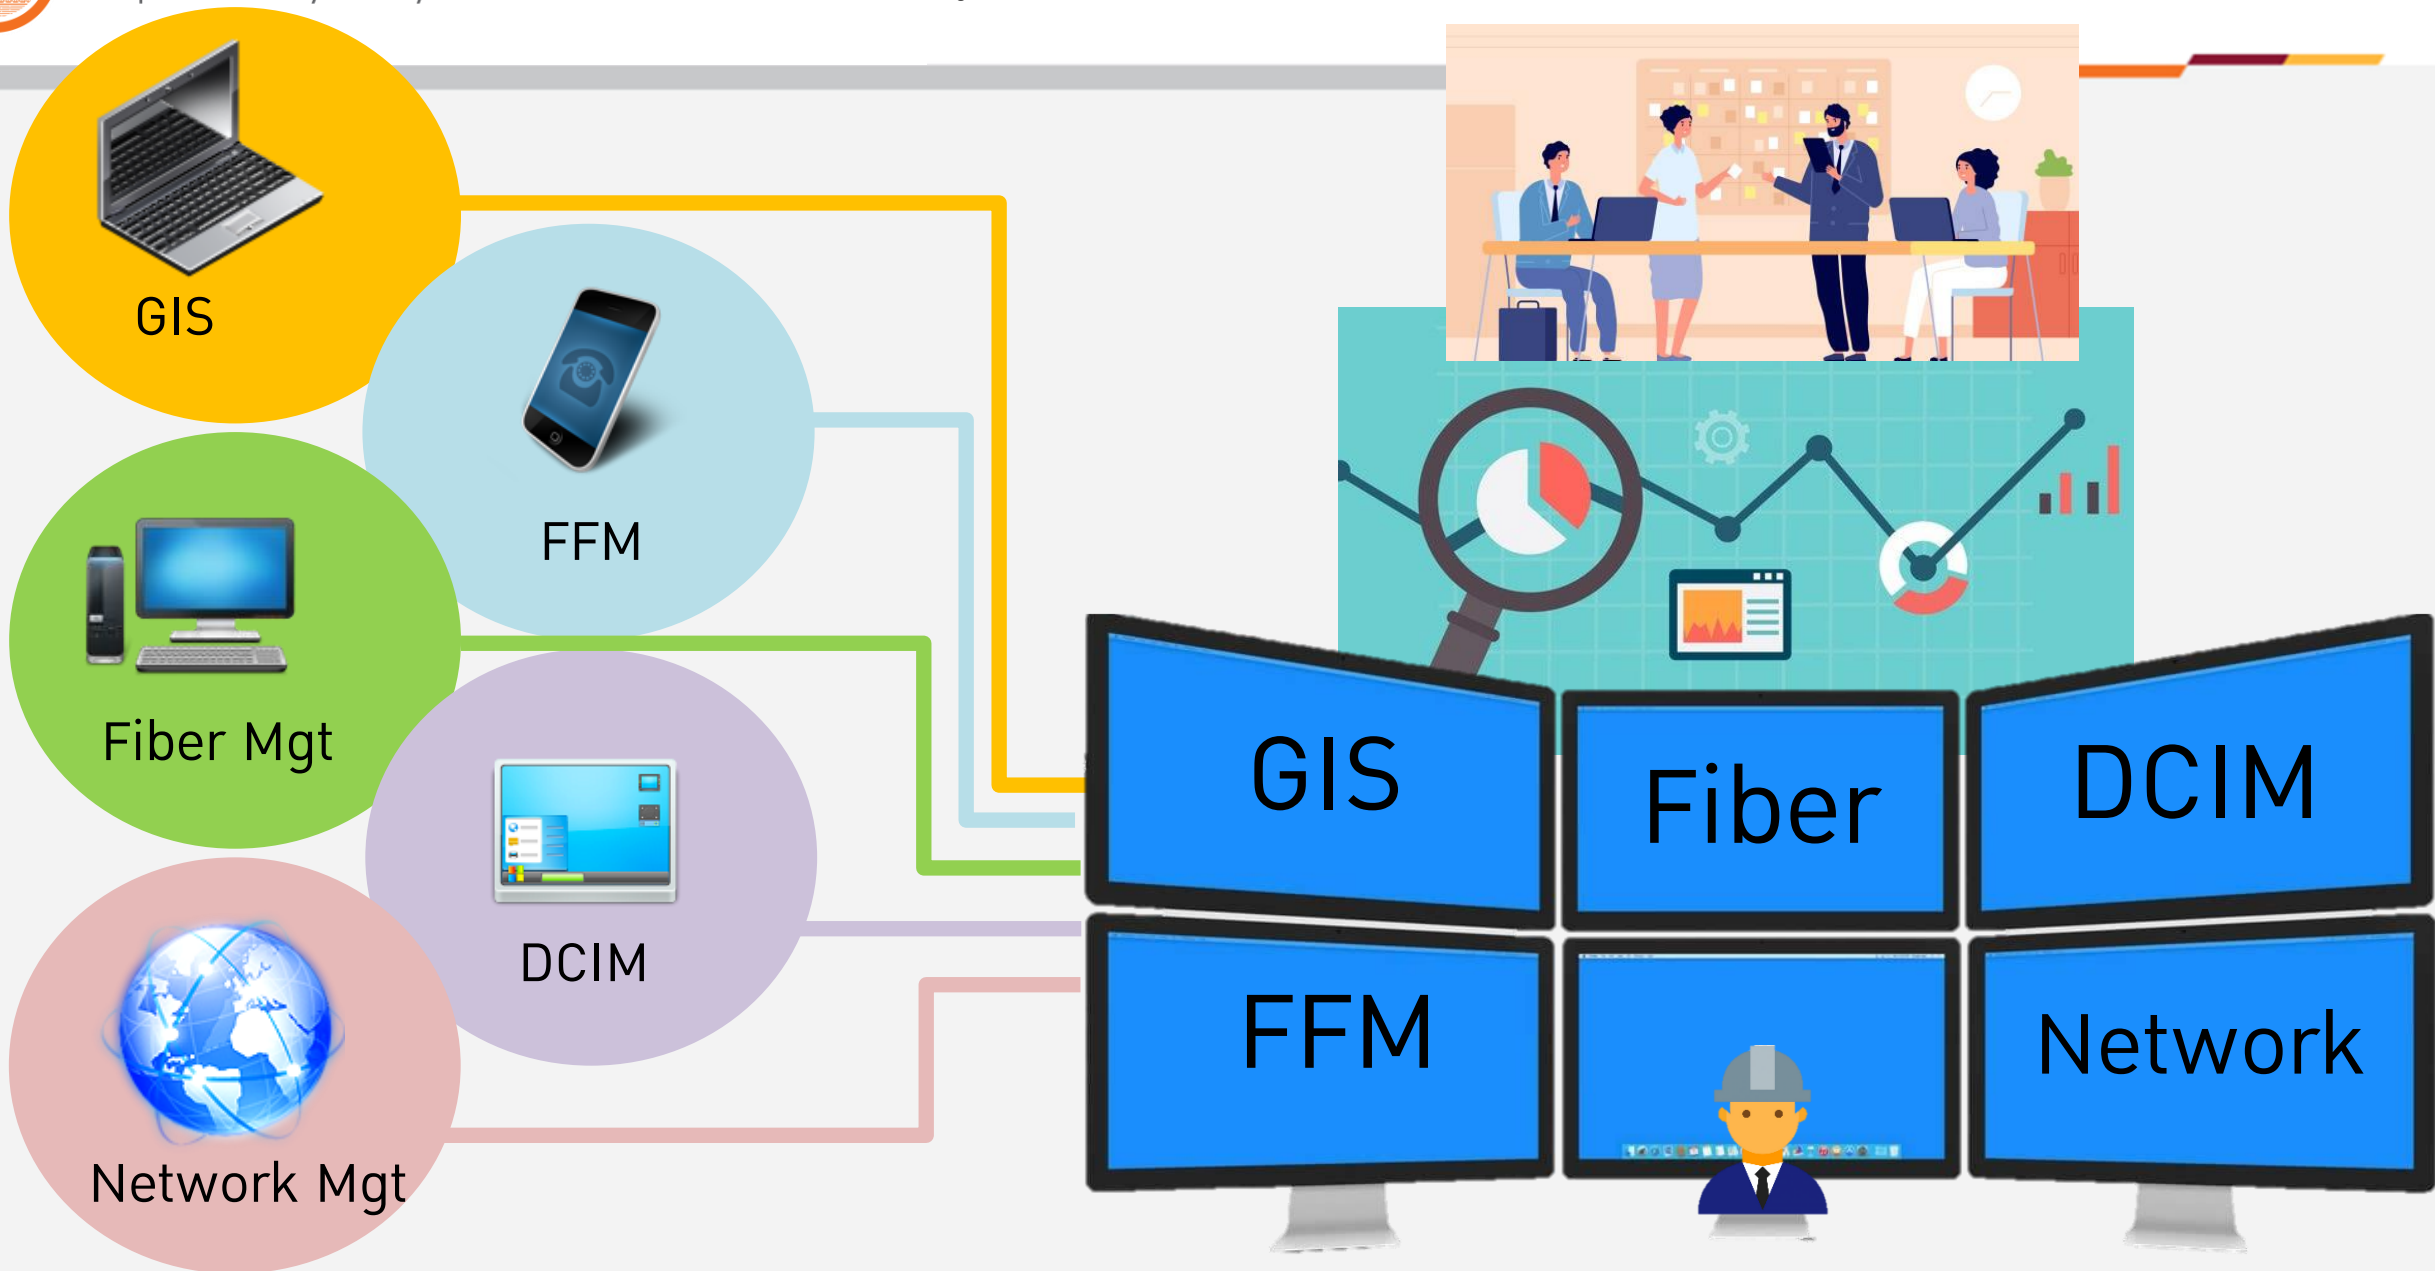 GIS
FFM
Fiber Mgt
DCIM
Network Mgt
GIS
Fiber
DCIM
FFM
Network